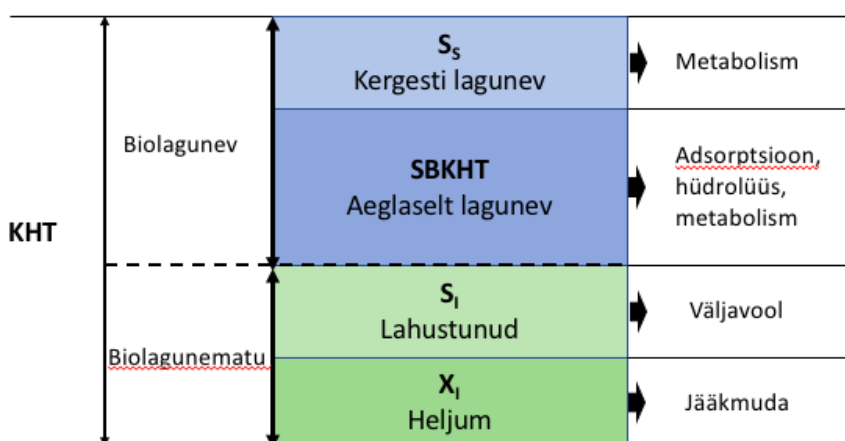 KHT
Biolagunev
S_S
Kergesti lagunev
Metabolism
SBKHT
Aeglaselt lagunev
Adsorptsioon,
hüdrolüüs,
metabolism
Biolagunematu
S_I
Lahustunud
Väljavool
X_I
Heljum
Jääkmuda